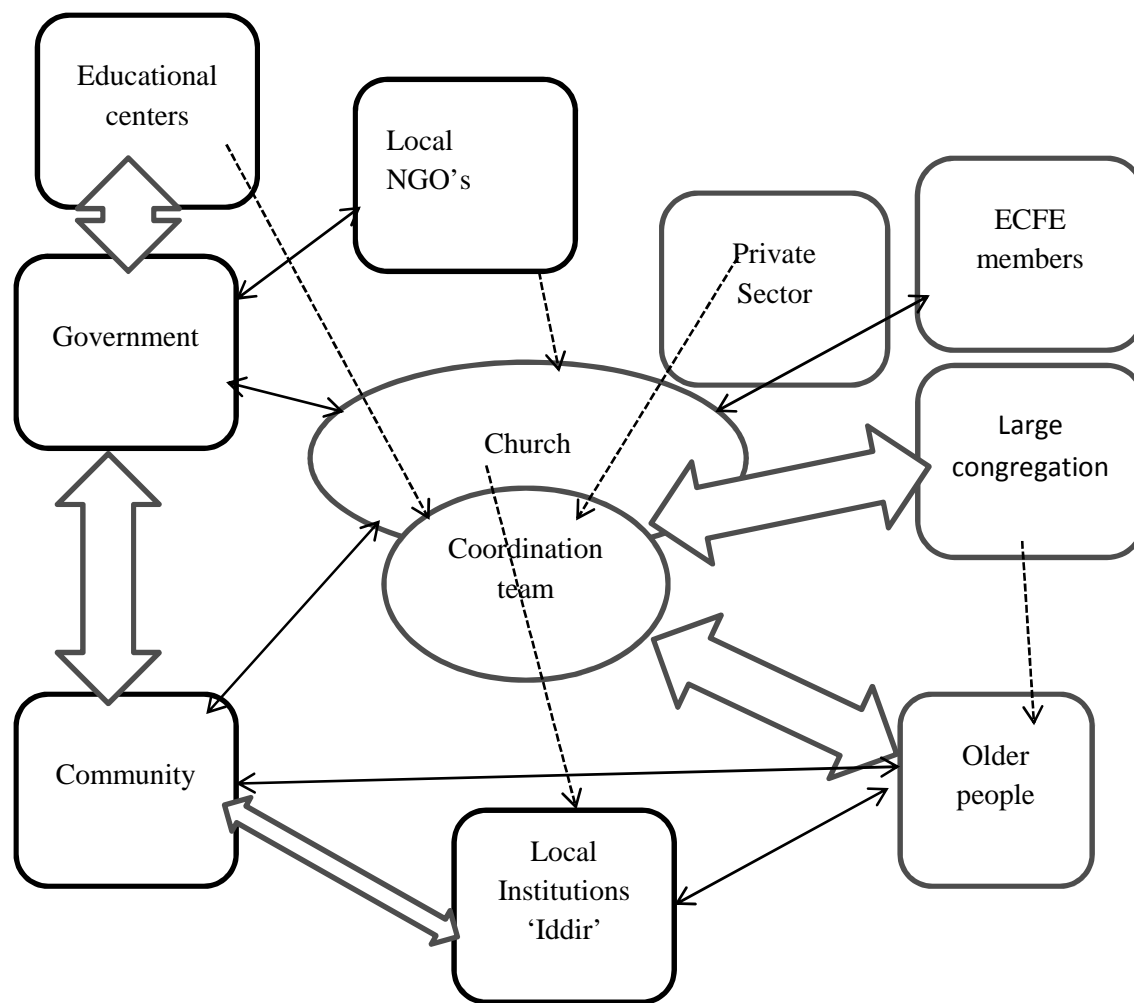 Educational
centers
Local
NGO’s
ECFE
members
Private
Sector
Government
Church
Large
congregation
Coordination
team
Community
Older
people
Local
Institutions
‘Iddir’